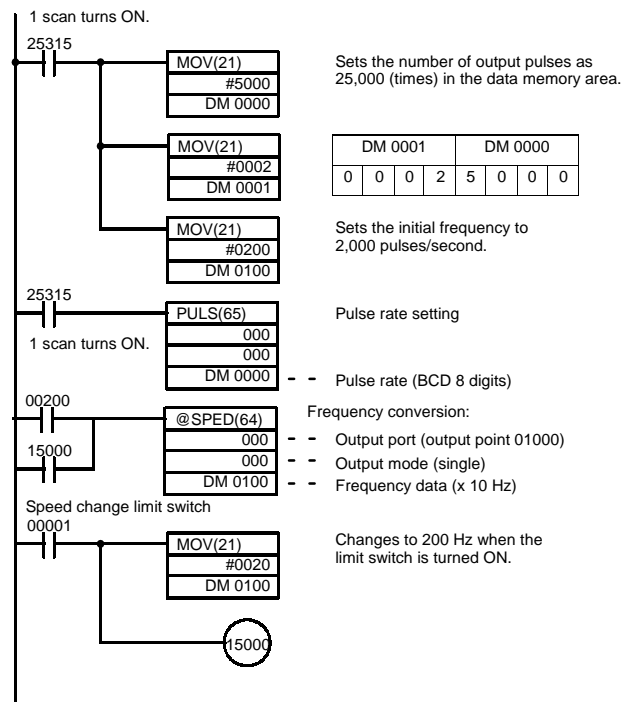 1 scan turns ON.
25315
MOV(21)
#5000
DM 0000
Sets the number of output pulses as
25,000 (times) in the data memory area.
MOV(21)
#0002
DM 0001
DM 0001 DM 0000
0 0 0 2 5 0 0 0
MOV(21)
#0200
DM 0100
Sets the initial frequency to
2,000 pulses/second.
25315
1 scan turns ON.
PULS(65)
000
000
DM 0000
Pulse rate setting
Pulse rate (BCD 8 digits)
00200
15000
@SPED(64)
000
000
DM 0100
Frequency conversion:
Output port (output point 01000)
Output mode (single)
Frequency data (x 10 Hz)
Speed change limit switch
00001
MOV(21)
#0020
DM 0100
Changes to 200 Hz when the
limit switch is turned ON.
15000